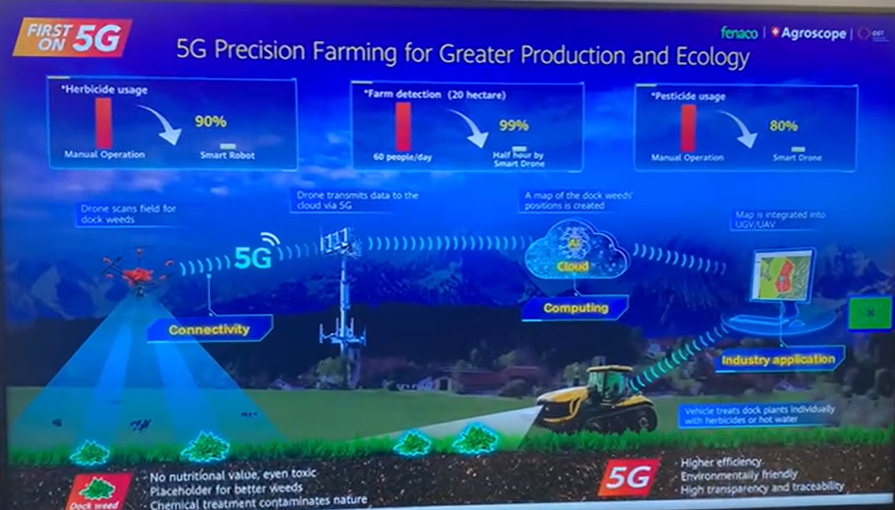 FIRST
ON 5G
5G Precision Farming for Greater Production and Ecology
fenaco | Agroscope | OST
*Herbicide usage
90%
Manual Operation
Smart Robot
*Farm detection (20 hectare)
99%
60 people/day
Half hour by
Smart Drone
*Pesticide usage
80%
Manual Operation
Smart Drone
Drone scans field for
dock weeds
Drone transmits data to the
cloud via 5G
A map of the dock weeds'
positions is created
Map is integrated into
UGV/UAV
5G
AI
Cloud
Connectivity
Computing
Industry application
Vehicle treats dock plants individually
with herbicides or hot water
Dock weed
No nutritional value, even toxic
Placeholder for better weeds
Chemical treatment contaminates nature
5G
Higher efficiency
Environmentally friendly
High transparency and traceability